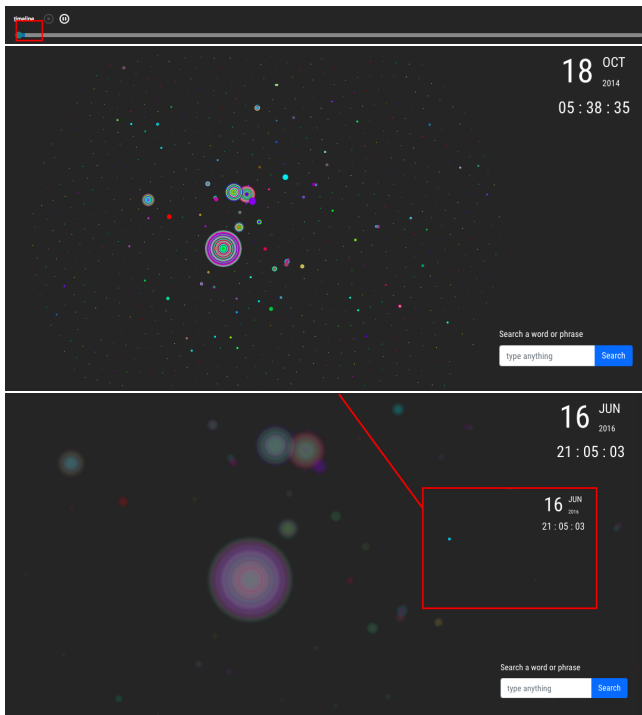 timeline
18 OCT
2014
05 : 38 : 35
Search a word or phrase
type anything Search
16 JUN
2016
21 : 05 : 03
16 JUN
2016
21 : 05 : 03
Search a word or phrase
type anything Search